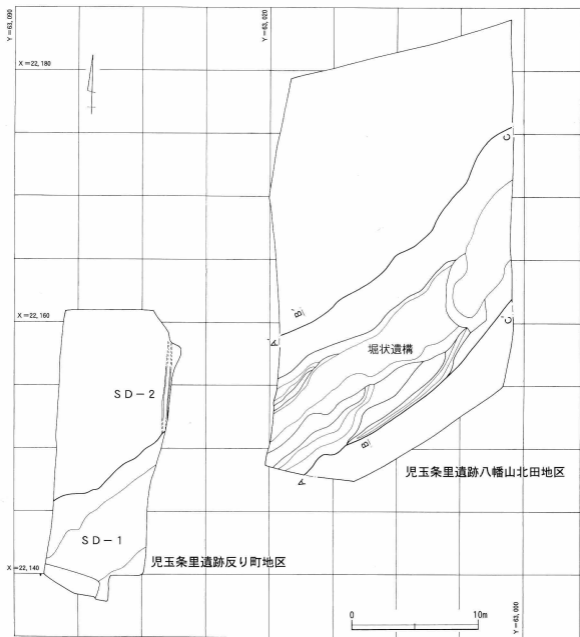 Y＝63,090
Y＝63,020
X＝22,180
C
X＝22,160
B'
A'
C'
堀状遺構
SD－2
B
A
児玉条里遺跡八幡山北田地区
SD－1
児玉条里遺跡反り町地区
X＝22,140
0 10m
Y＝63,000